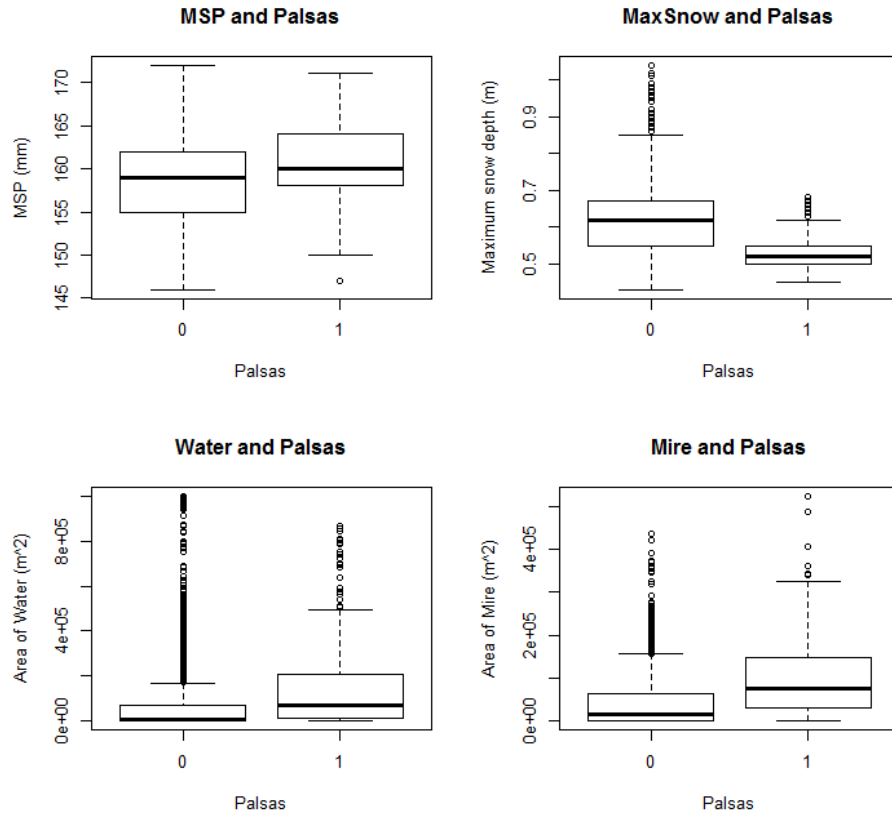 MSP and Palsas
MSP (mm)
170
165
160
155
150
145
0
1
Palsas
MaxSnow and Palsas
Maximum snow depth (m)
0.9
0.7
0.5
0
1
Palsas
Water and Palsas
Area of Water (m^2)
8e+05
4e+05
0e+00
0
1
Palsas
Mire and Palsas
Area of Mire (m^2)
4e+05
2e+05
0e+00
0
1
Palsas